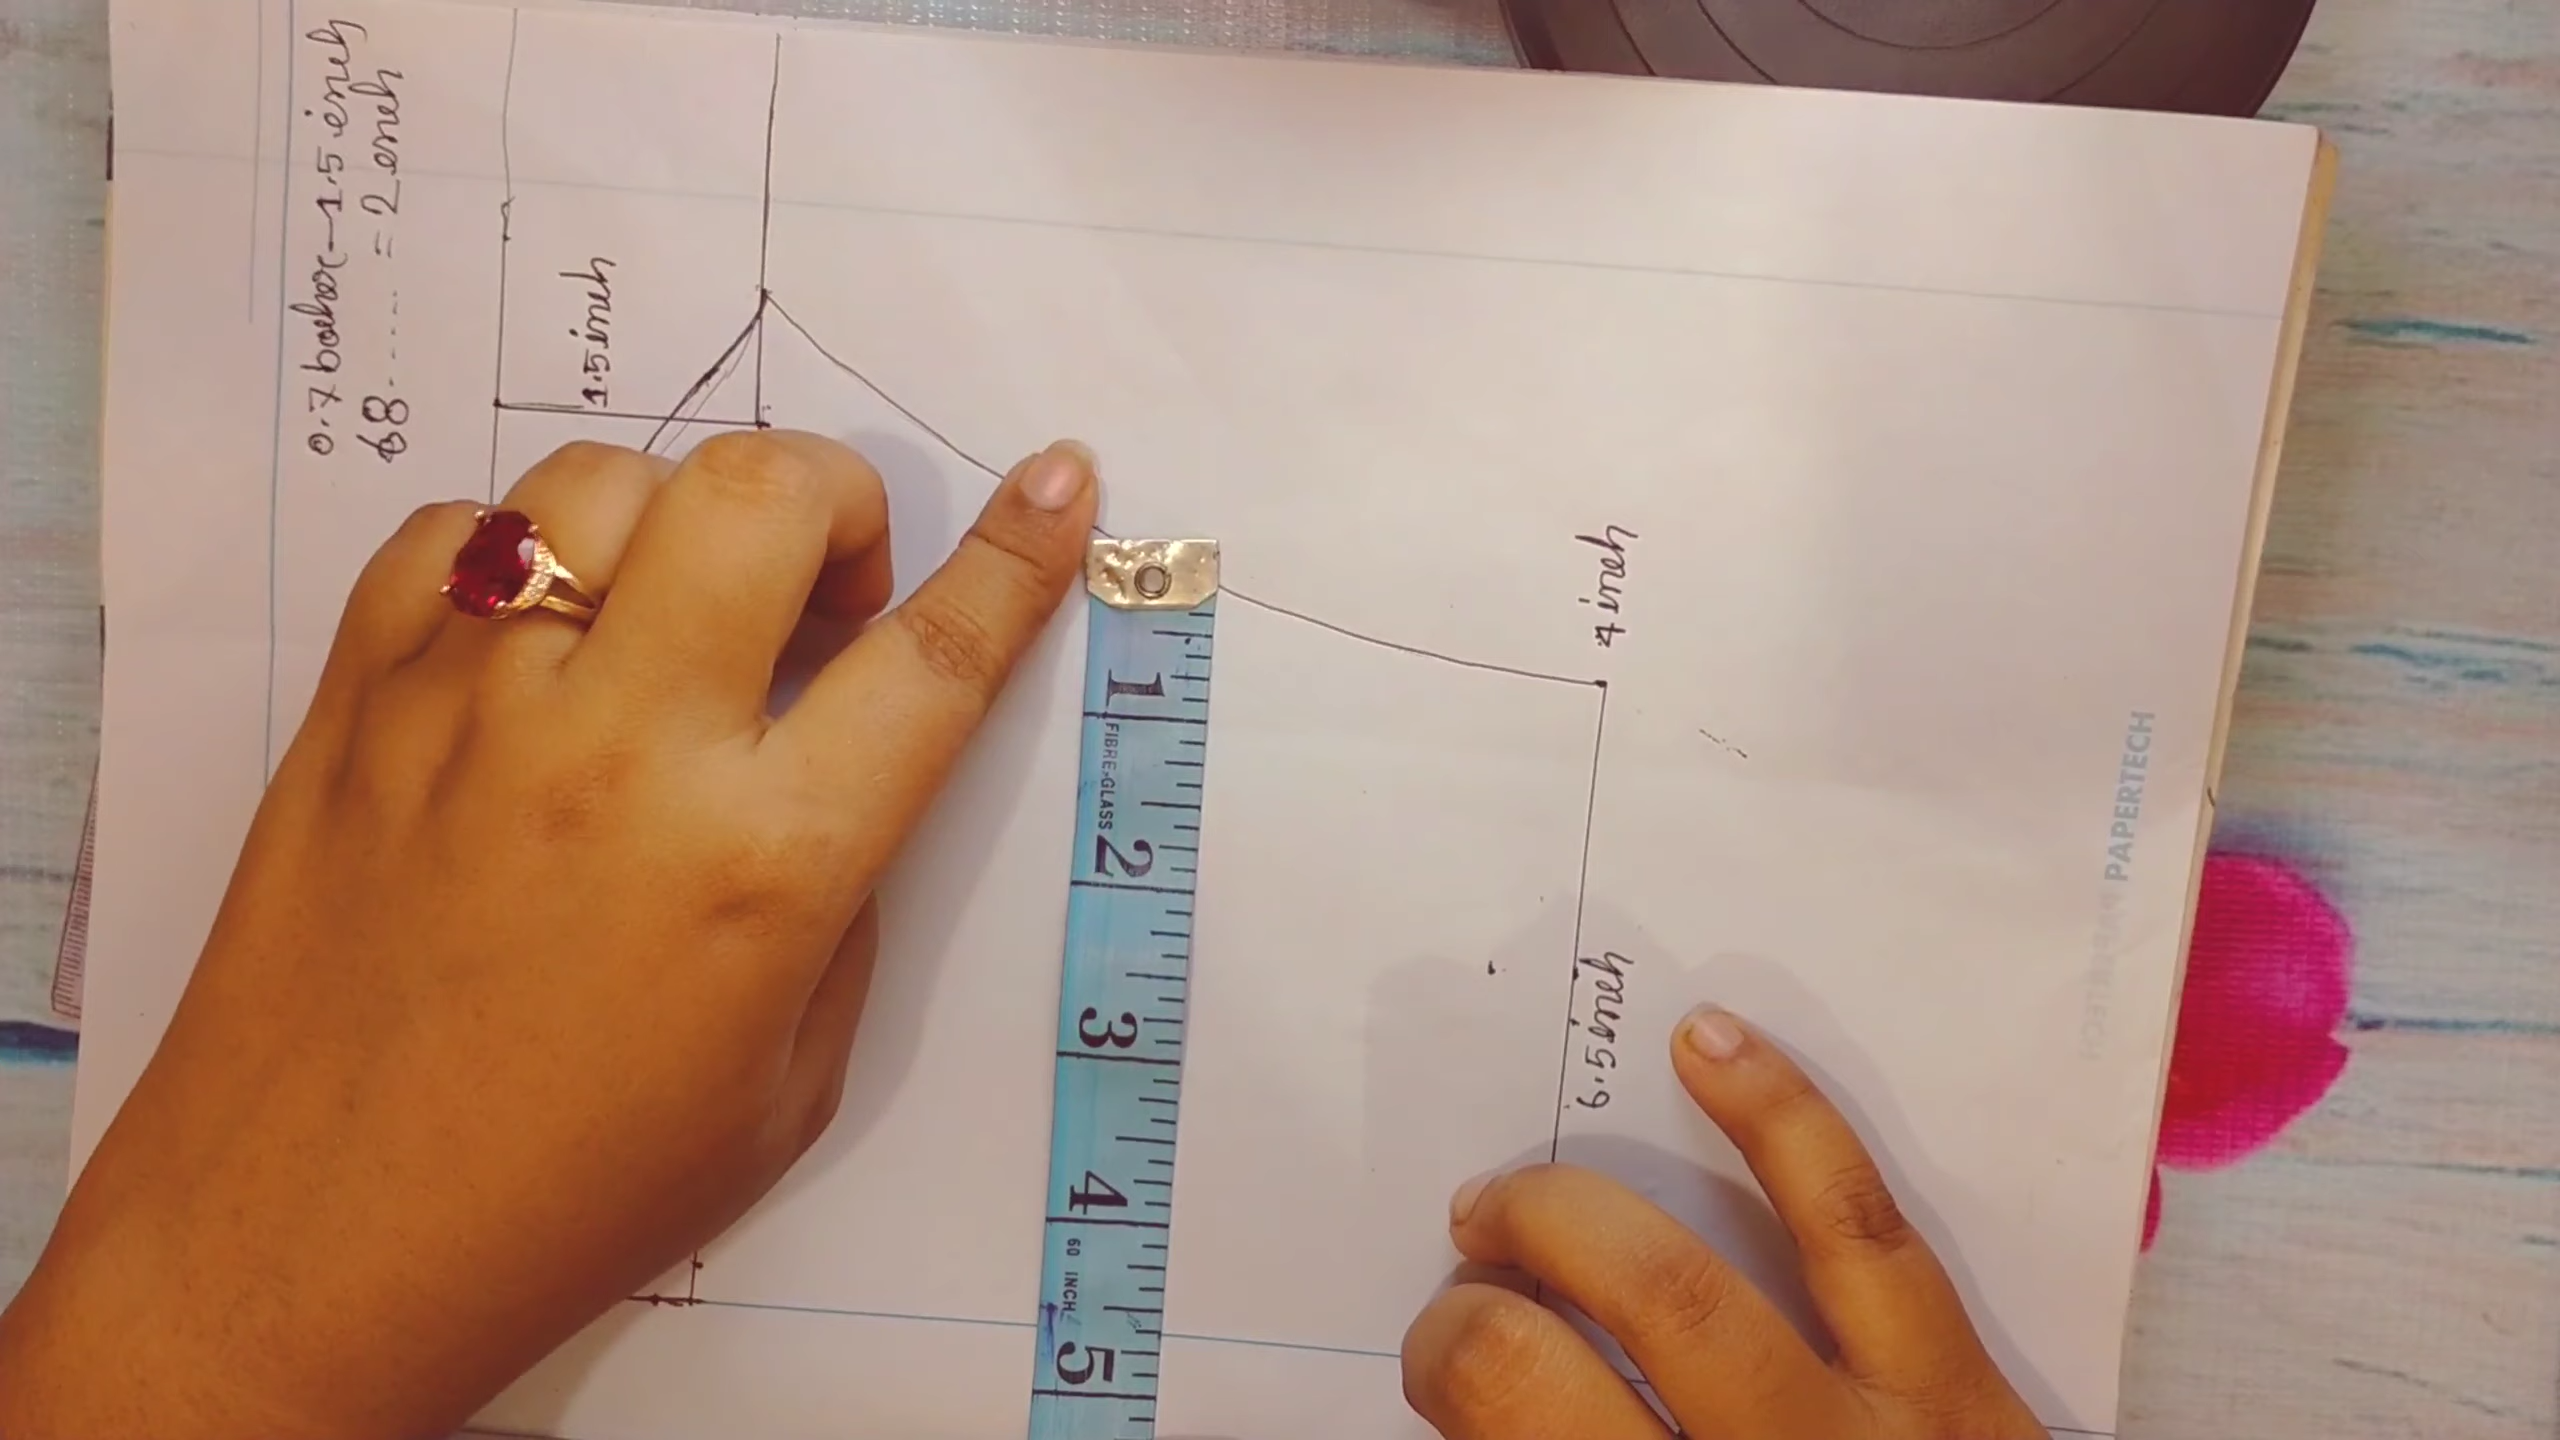 0.7 bochor-1.5 inch
68..... = 2 inch
1.5 inch
4 inch
6.5 inch
PAPERTECH
1
FIBRE-GLASS
2
3
4
60 INCH
5